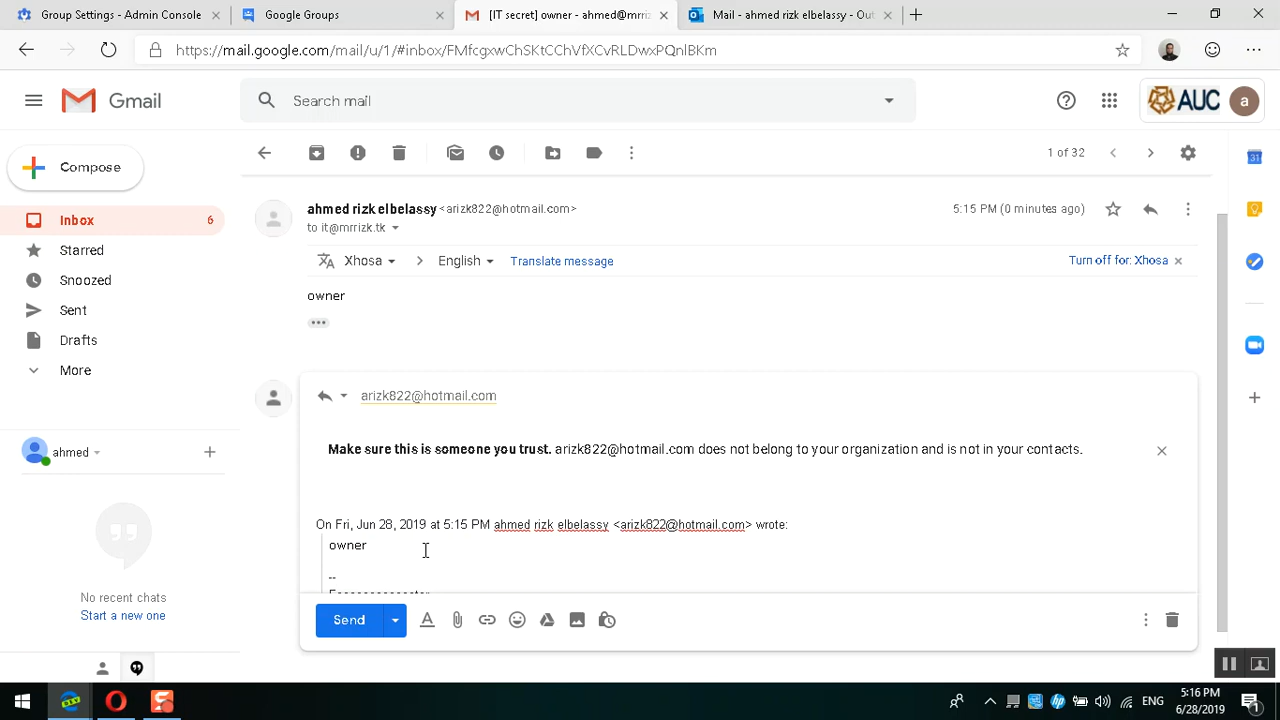 Group Settings - Admin Console
Google Groups
[IT secret] owner - ahmed@mrriz
Mail - ahmed rizk elbelassy - Out
https://mail.google.com/mail/u/1/#inbox/FMfcgxwChSKtCChVfXCvRLDwxPQnlBKm
Gmail
Search mail
AUC
a
Compose
1 of 32
31
Inbox
6
ahmed rizk elbelassy <arizk822@hotmail.com>
5:15 PM (0 minutes ago)
to it@mrrizk.tk
Starred
Xhosa
English
Translate message
Turn off for: Xhosa
Snoozed
owner
Sent
Drafts
More
arizk822@hotmail.com
Make sure this is someone you trust. arizk822@hotmail.com does not belong to your organization and is not in your contacts.
ahmed
On Fri, Jun 28, 2019 at 5:15 PM ahmed rizk elbelassy <arizk822@hotmail.com> wrote:
owner
--
No recent chats
Start a new one
Send
ENG
5:16 PM
6/28/2019
1